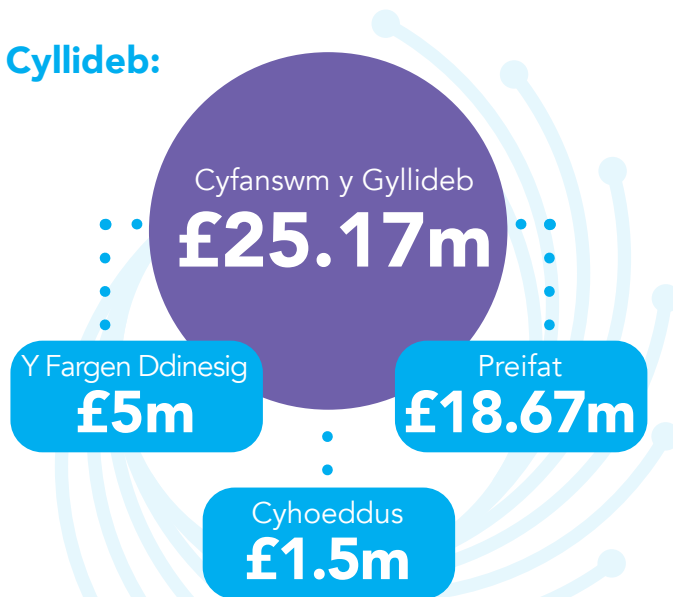 Cyllideb:
Cyfanswm y Gyllideb
£25.17m
Y Fargen Ddinesig
£5m
Preifat
£18.67m
Cyhoeddus
£1.5m